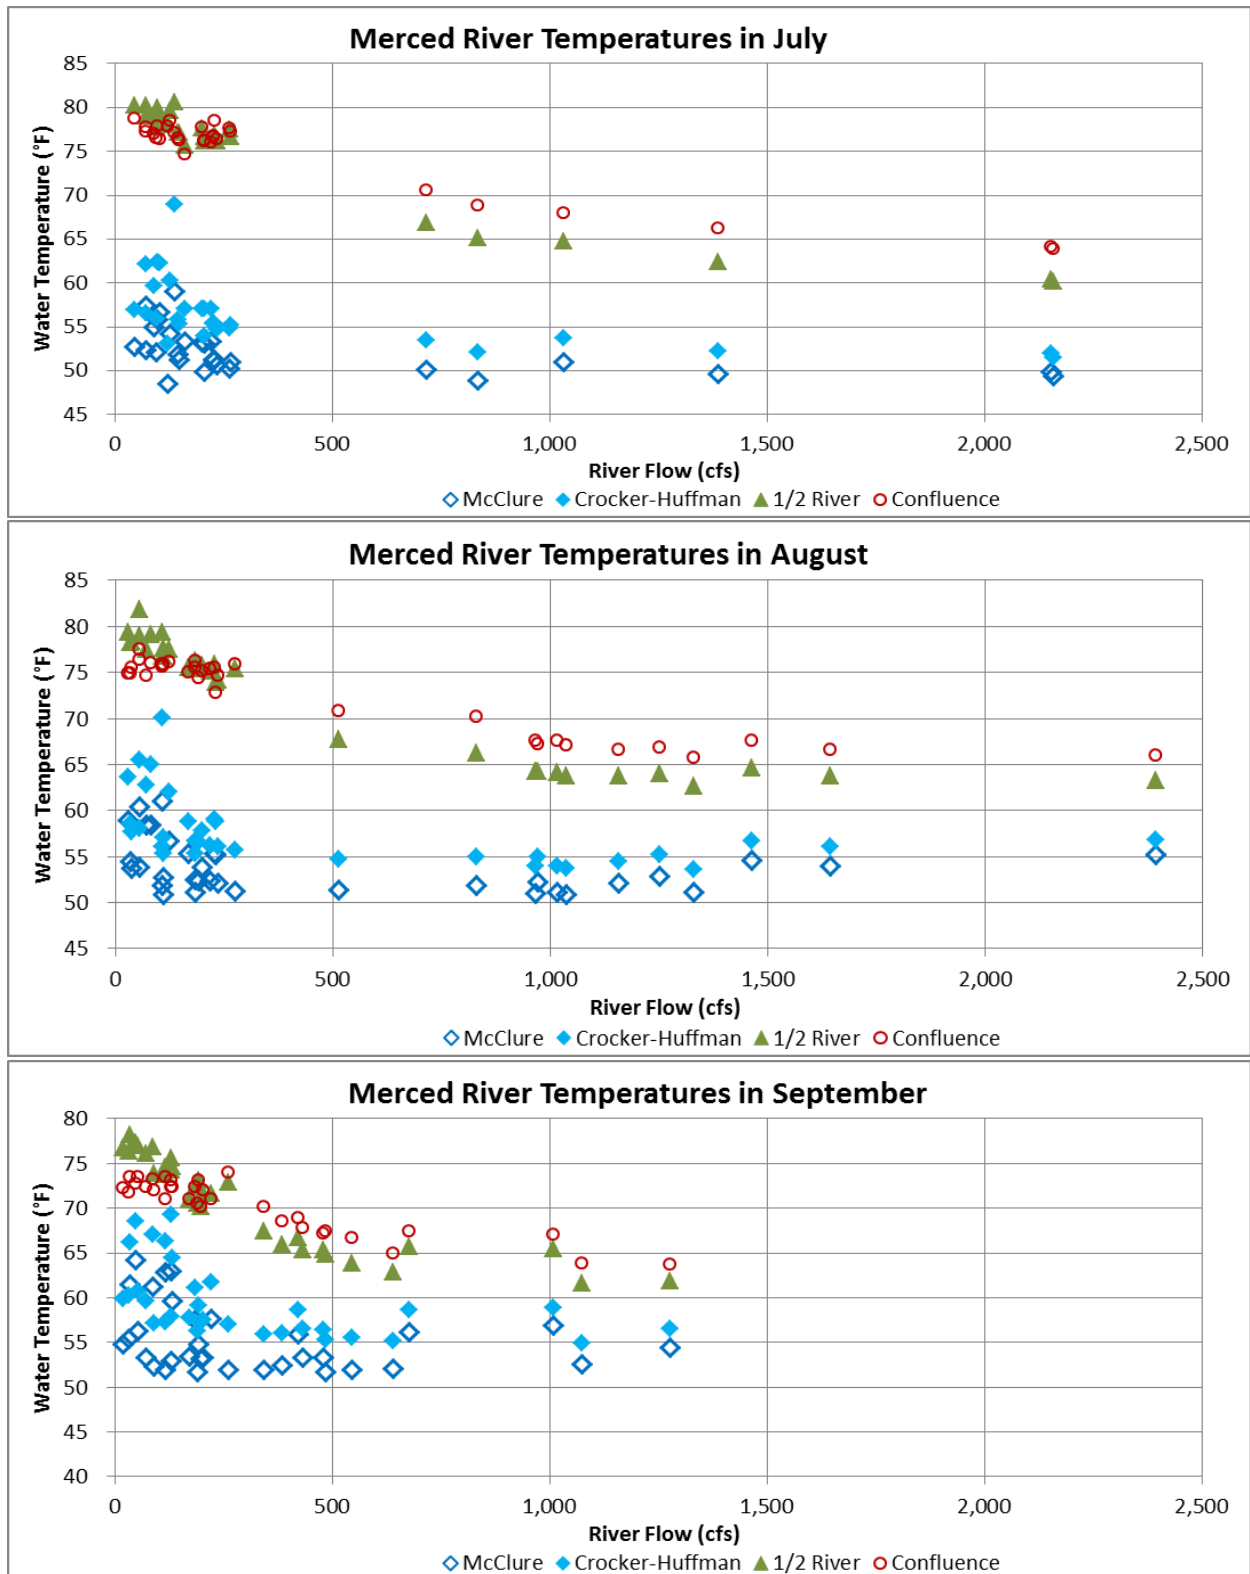 Merced River Temperatures in July
Water Temperature (°F)
85
80
75
70
65
60
55
50
45
0 500 1,000 1,500 2,000 2,500
River Flow (cfs)
McClure Crocker-Huffman 1/2 River Confluence
Merced River Temperatures in August
Water Temperature (°F)
85
80
75
70
65
60
55
50
45
0 500 1,000 1,500 2,000 2,500
River Flow (cfs)
McClure Crocker-Huffman 1/2 River Confluence
Merced River Temperatures in September
Water Temperature (°F)
80
75
70
65
60
55
50
45
40
0 500 1,000 1,500 2,000 2,500
River Flow (cfs)
McClure Crocker-Huffman 1/2 River Confluence